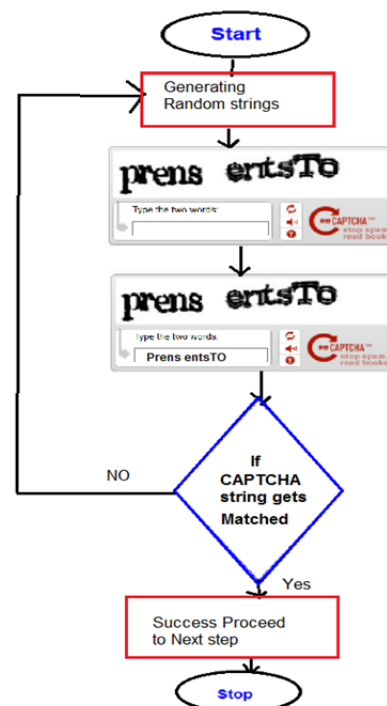 Start
Generating
Random strings
prens entsTO
Type the two words:
reCAPTCHA™
stop spam.
read books.
prens entsTO
Type the two words:
Prens entsTO
reCAPTCHA™
stop spam.
read books.
If
CAPTCHA
string gets
Matched
NO
Yes
Success Proceed
to Next step
Stop